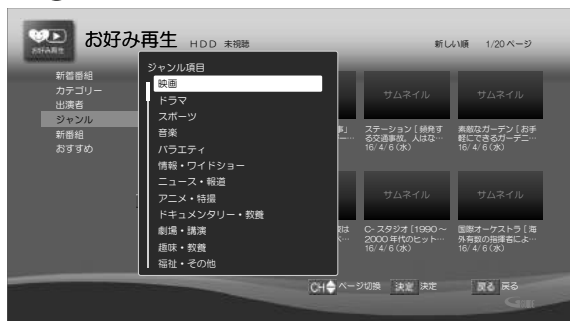 お好み再生
お好み再生 HDD 未視聴
新しい順 1/20ページ
新着番組
カテゴリー
出演者
ジャンル
新番組
おすすめ
ジャンル項目
映画
ドラマ
スポーツ
音楽
バラエティ
情報・ワイドショー
ニュース・報道
アニメ・特撮
ドキュメンタリー・教養
劇場・講演
趣味・教養
福祉・その他
サムネイル
サムネイル
ステーション [ 頻発す
る交通事故。人はな…
16/ 4/ 6 (水)
素敵なガーデン [ お手
軽にできるガーデニ…
16/ 4/ 6 (水)
サムネイル
サムネイル
C- スタジオ [1990 ~
2000 年代のヒット…
16/ 4/ 6 (水)
国際オーケストラ [ 海
外有数の指揮者によ…
16/ 4/ 6 (水)
CH ページ切換 決定 決定 戻る 戻る